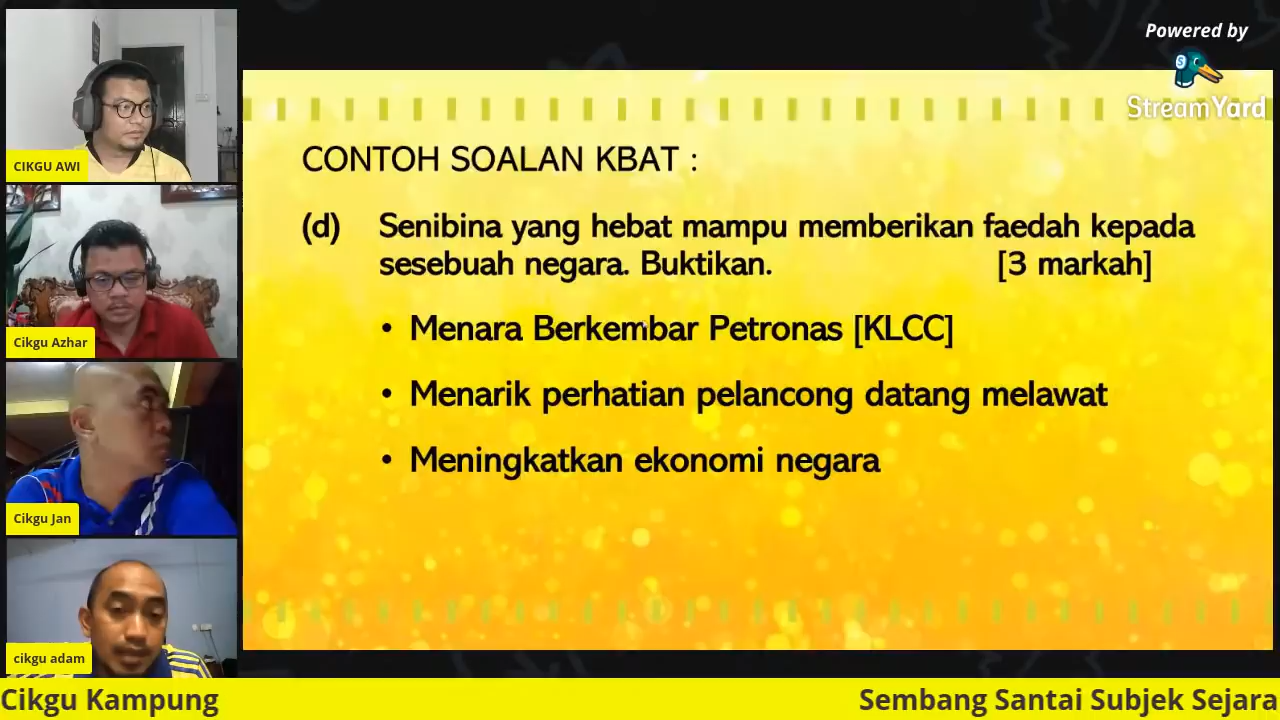 Powered by
StreamYard
CIKGU AWI
Cikgu Azhar
Cikgu Jan
cikgu adam
CONTOH SOALAN KBAT :
(d) Senibina yang hebat mampu memberikan faedah kepada
sesebuah negara. Buktikan. [3 markah]
• Menara Berkembar Petronas [KLCC]
• Menarik perhatian pelancong datang melawat
• Meningkatkan ekonomi negara
Cikgu Kampung
Sembang Santai Subjek Sejara